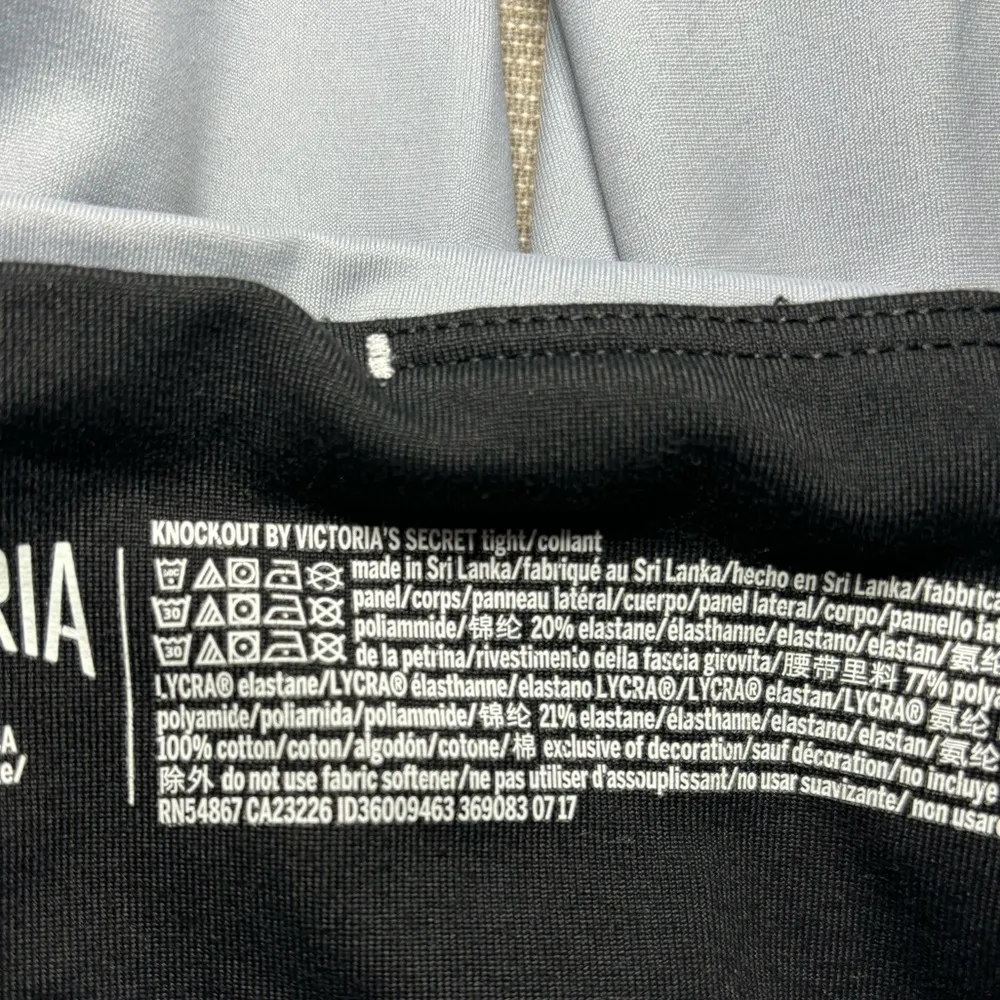 RIA
KNOCKOUT BY VICTORIA'S SECRET tight/collant
made in Sri Lanka/fabriqué au Sri Lanka/hecho en Sri Lanka/fabbric
panel/corps/panneau latéral/cuerpo/panel lateral/corpo/pannello la
poliammide/锦纶 20% elastane/élasthanne/elastano/elastan/氨纶
de la petrina/rivestimento della fascia girovita/腰带里料 77% poly
LYCRA® elastane/LYCRA® élasthanne/elastano LYCRA®/LYCRA® elastan/LYCRA® 氨纶
polyamide/poliamida/poliammide/锦纶 21% elastane/élasthanne/elastano/elastan/氨纶
100% cotton/coton/algodón/cotone/棉 exclusive of decoration/sauf décoration/no incluye
除外 do not use fabric softener/ne pas utiliser d'assouplissant/no usar suavizante/ non usar
RN54867 CA23226 ID36009463 369083 07 17